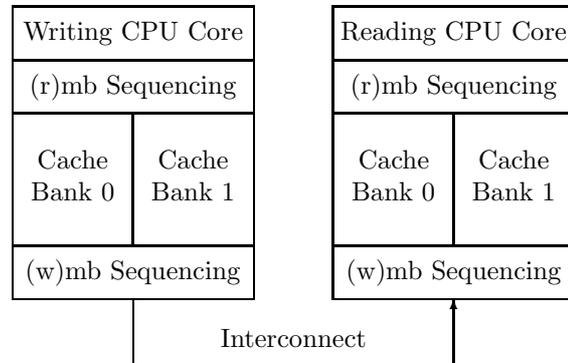 Writing CPU Core
(r)mb Sequencing
Cache
Bank 0
Cache
Bank 1
(w)mb Sequencing
Reading CPU Core
(r)mb Sequencing
Cache
Bank 0
Cache
Bank 1
(w)mb Sequencing
Interconnect